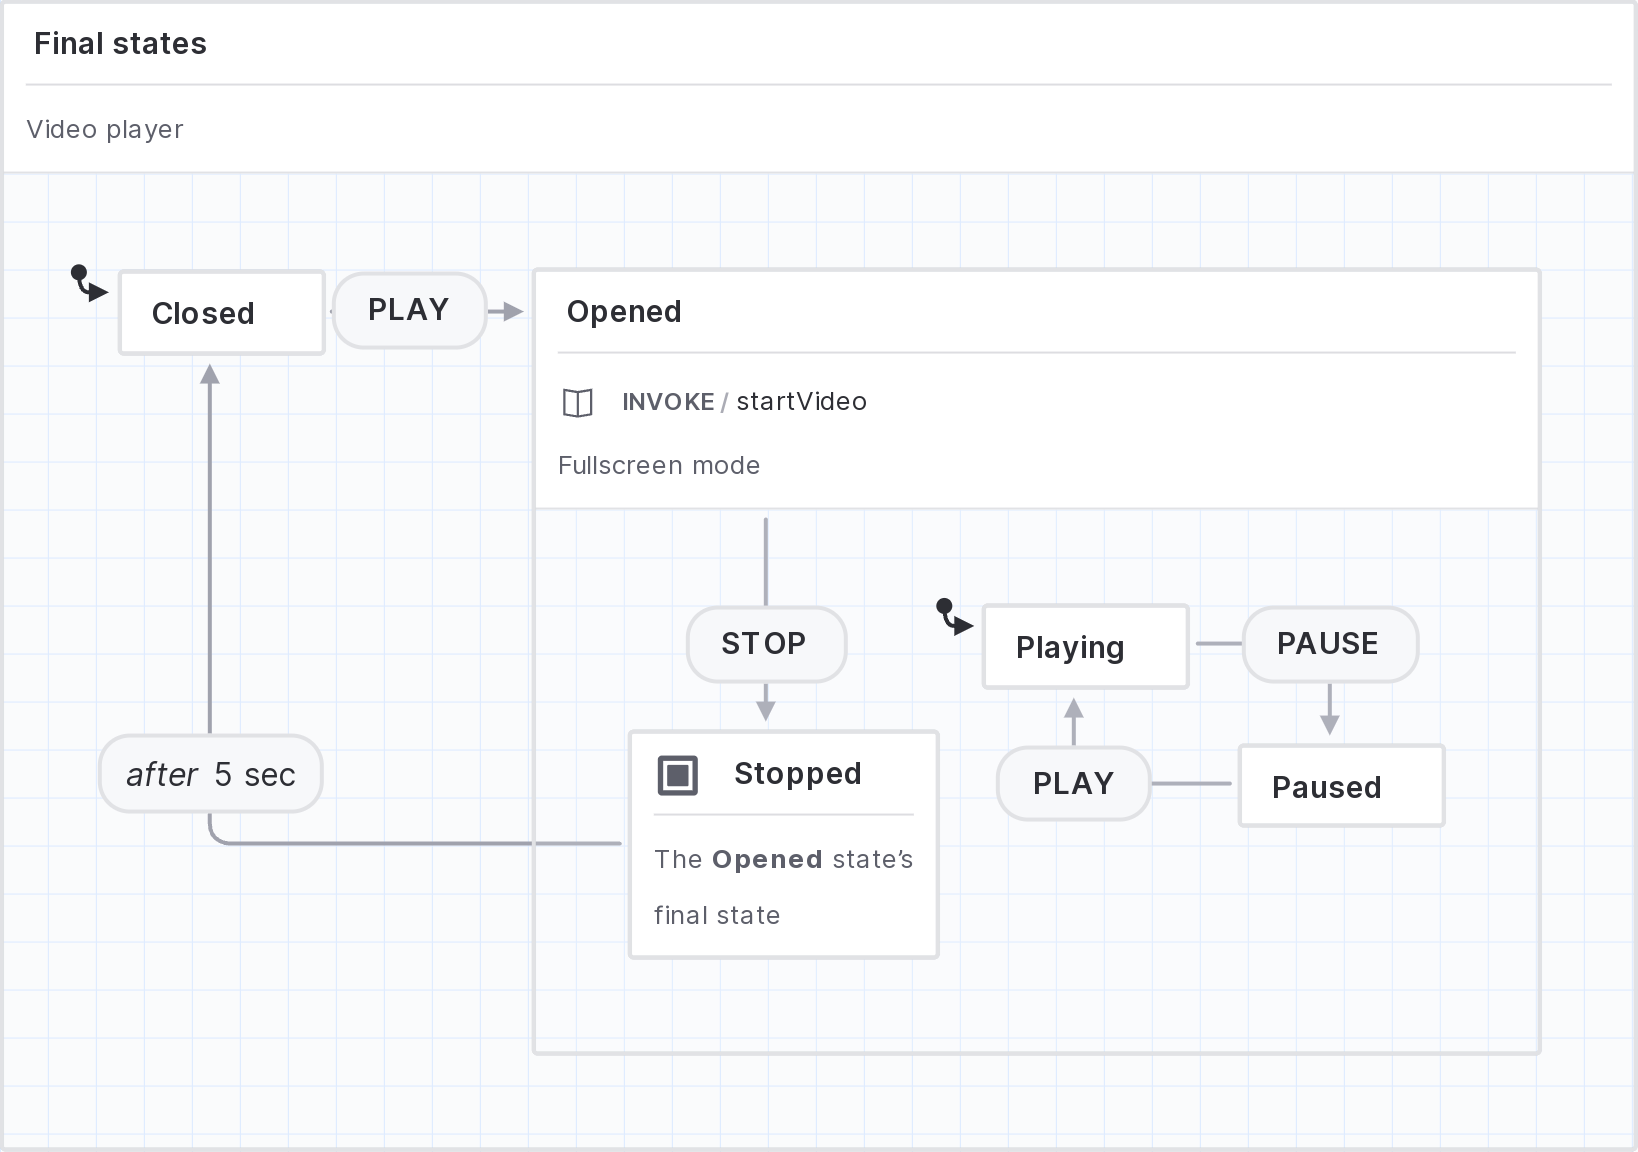 Final states
Video player
Closed
PLAY
Opened
INVOKE / startVideo
Fullscreen mode
STOP
Playing
PAUSE
after 5 sec
Stopped
The Opened state’s
final state
PLAY
Paused